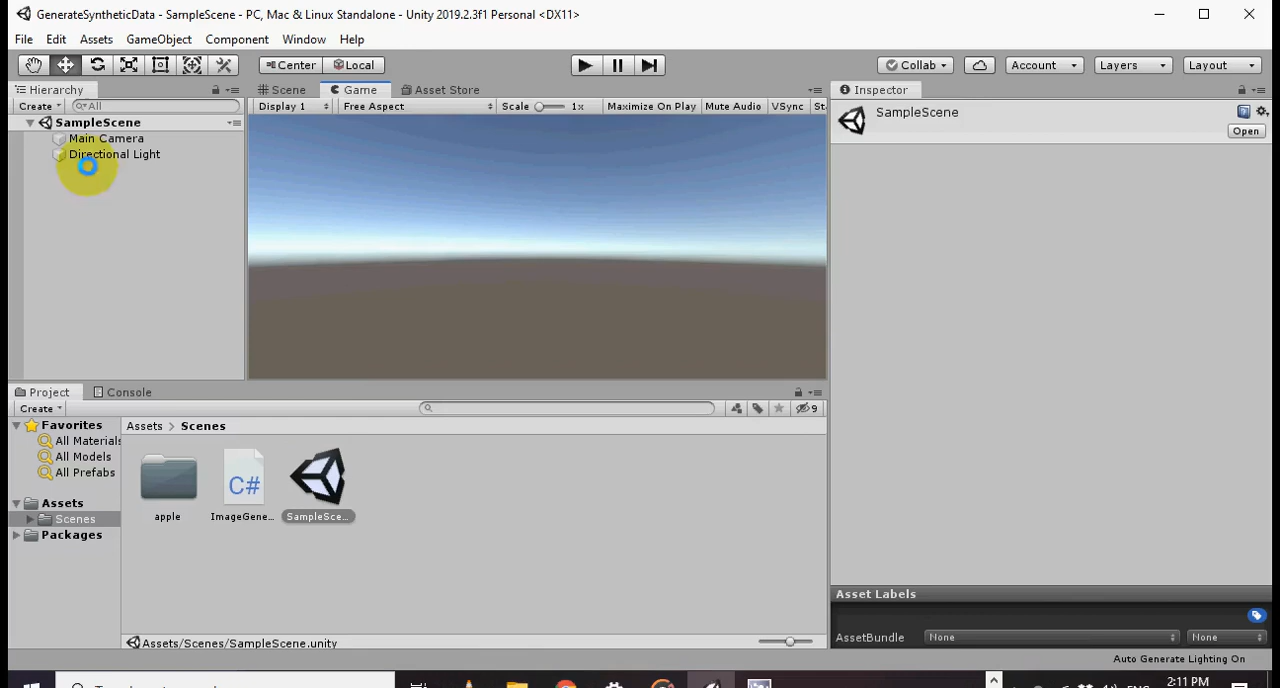 GenerateSyntheticData - SampleScene - PC, Mac & Linux Standalone - Unity 2019.2.3f1 Personal <DX11>
File Edit Assets GameObject Component Window Help
Center Local Collab Account Layers Layout
Hierarchy
Create All
SampleScene
Main Camera
Directional Light
Scene Game Asset Store
Display 1 Free Aspect Scale 1x Maximize On Play Mute Audio VSync St
Inspector
SampleScene
Open
Project Console
Create
9
Favorites
All Materials
All Models
All Prefabs
Assets
Scenes
Packages
Assets > Scenes
C#
apple ImageGene... SampleSce...
Assets/Scenes/SampleScene.unity
Asset Labels
AssetBundle None None
Auto Generate Lighting On
2:11 PM